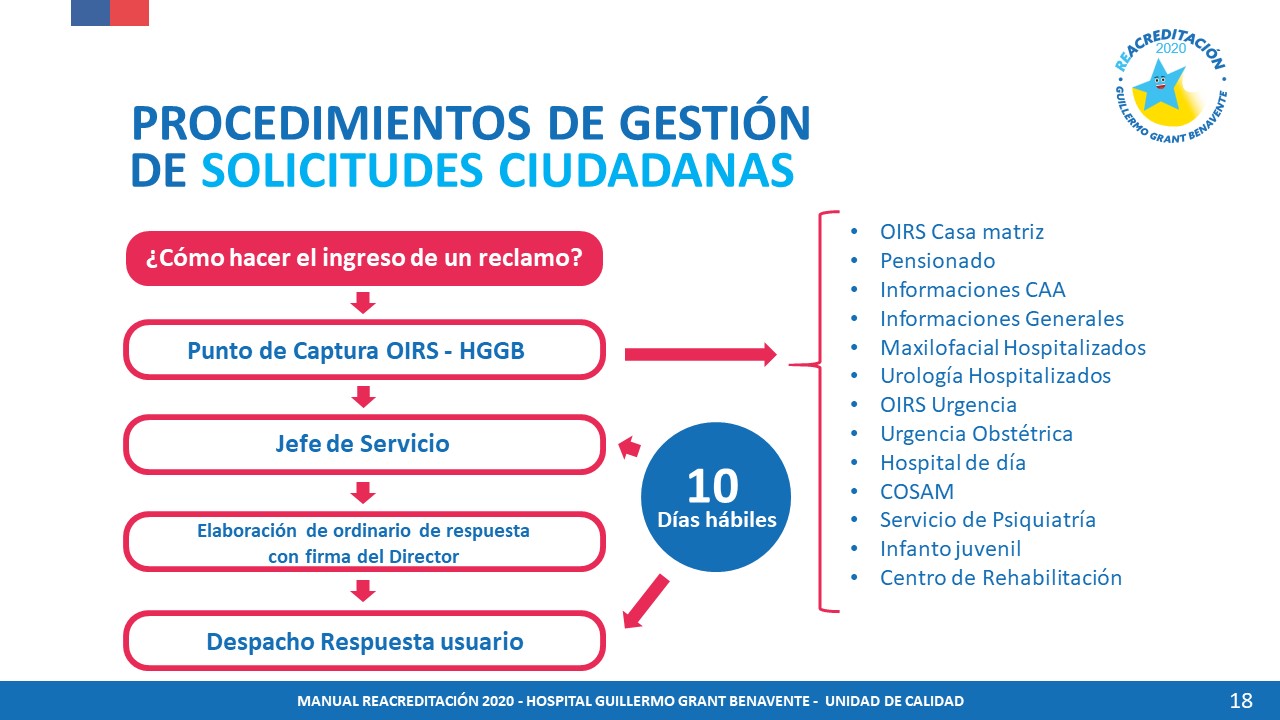 REACREDITACIÓN
2020
GUILLERMO GRANT BENAVENTE
PROCEDIMIENTOS DE GESTIÓN
DE SOLICITUDES CIUDADANAS
¿Cómo hacer el ingreso de un reclamo?
Punto de Captura OIRS - HGGB
Jefe de Servicio
Elaboración de ordinario de respuesta
con firma del Director
Despacho Respuesta usuario
10
Días hábiles
• OIRS Casa matriz
• Pensionado
• Informaciones CAA
• Informaciones Generales
• Maxilofacial Hospitalizados
• Urología Hospitalizados
• OIRS Urgencia
• Urgencia Obstétrica
• Hospital de día
• COSAM
• Servicio de Psiquiatría
• Infanto juvenil
• Centro de Rehabilitación
MANUAL REACREDITACIÓN 2020 - HOSPITAL GUILLERMO GRANT BENAVENTE - UNIDAD DE CALIDAD
18